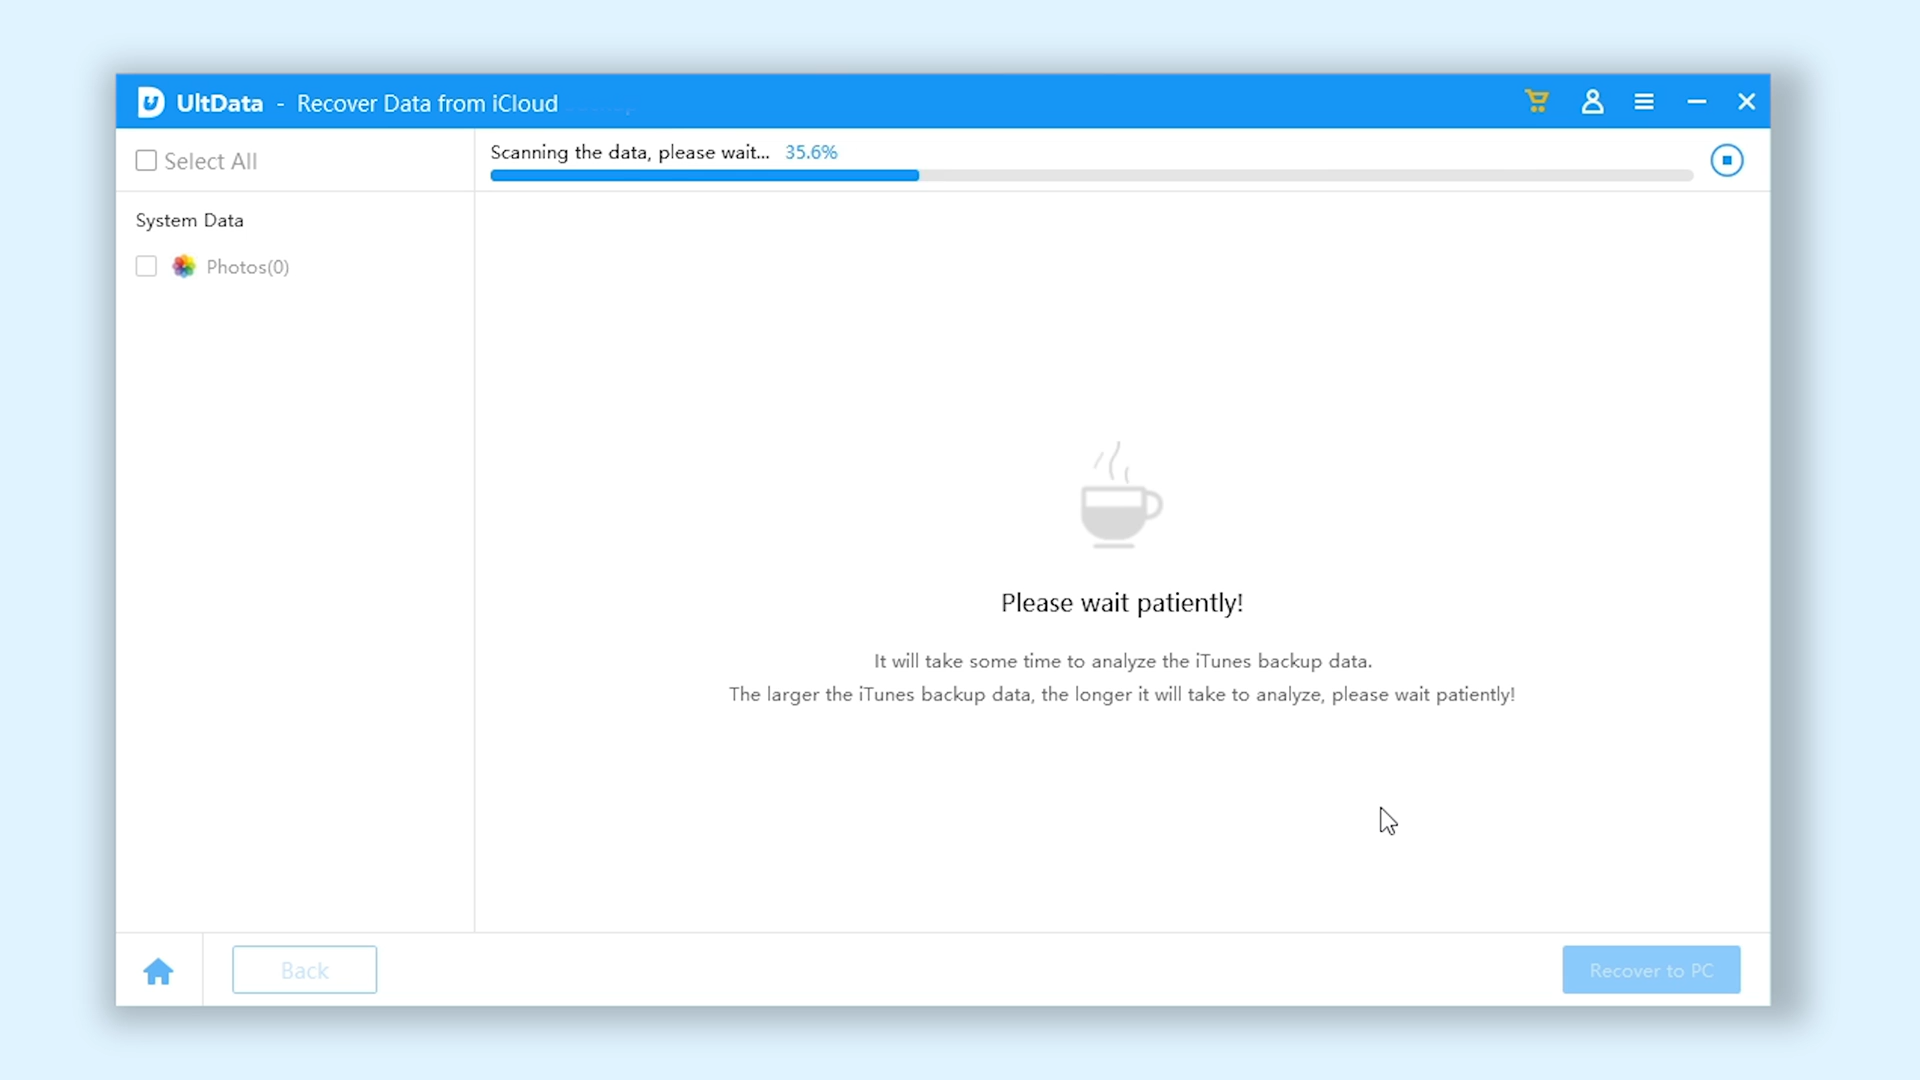 UltData - Recover Data from iCloud
Select All
Scanning the data, please wait... 35.6%
System Data
Photos(0)
Please wait patiently!
It will take some time to analyze the iTunes backup data.
The larger the iTunes backup data, the longer it will take to analyze, please wait patiently!
Back
Recover to PC